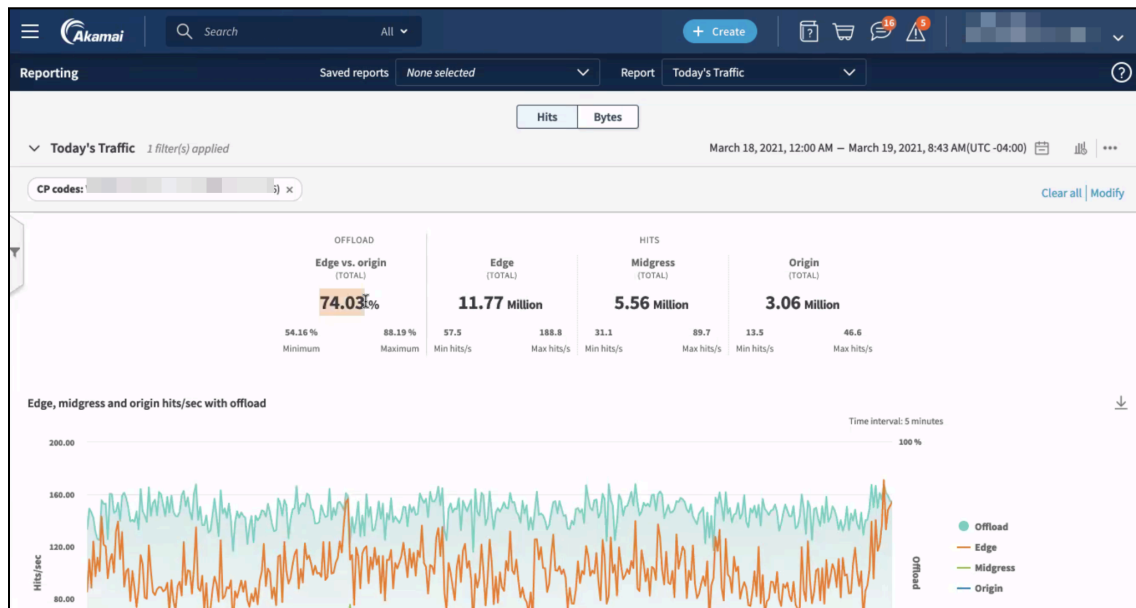 Akamai Search All + Create 16 5
Reporting Saved reports None selected Report Today's Traffic
Hits Bytes
Today's Traffic 1 filter(s) applied March 18, 2021, 12:00 AM — March 19, 2021, 8:43 AM(UTC -04:00)
CP codes: ×
Clear all | Modify
OFFLOAD HITS
Edge vs. origin Edge Midgress Origin
(TOTAL) (TOTAL) (TOTAL) (TOTAL)
74.03% 11.77 Million 5.56 Million 3.06 Million
54.16 % 88.19 % 57.5 188.8 31.1 89.7 13.5 46.6
Minimum Maximum Min hits/s Max hits/s Min hits/s Max hits/s Min hits/s Max hits/s
Edge, midgress and origin hits/sec with offload
Time interval: 5 minutes
200.00 100 %
160.00
120.00
80.00
Hits/sec
Offload
Offload
Edge
Midgress
Origin